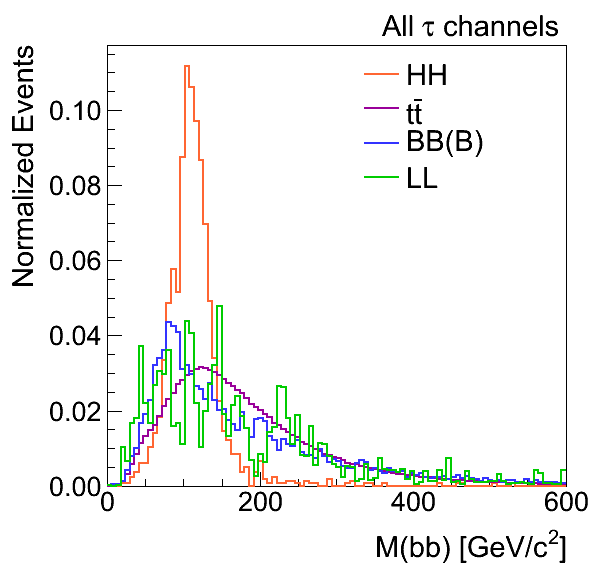 All τ channels
Normalized Events
HH
tt̄
BB(B)
LL
0.10
0.08
0.06
0.04
0.02
0.00
0 200 400 600
M(bb) [GeV/c²]